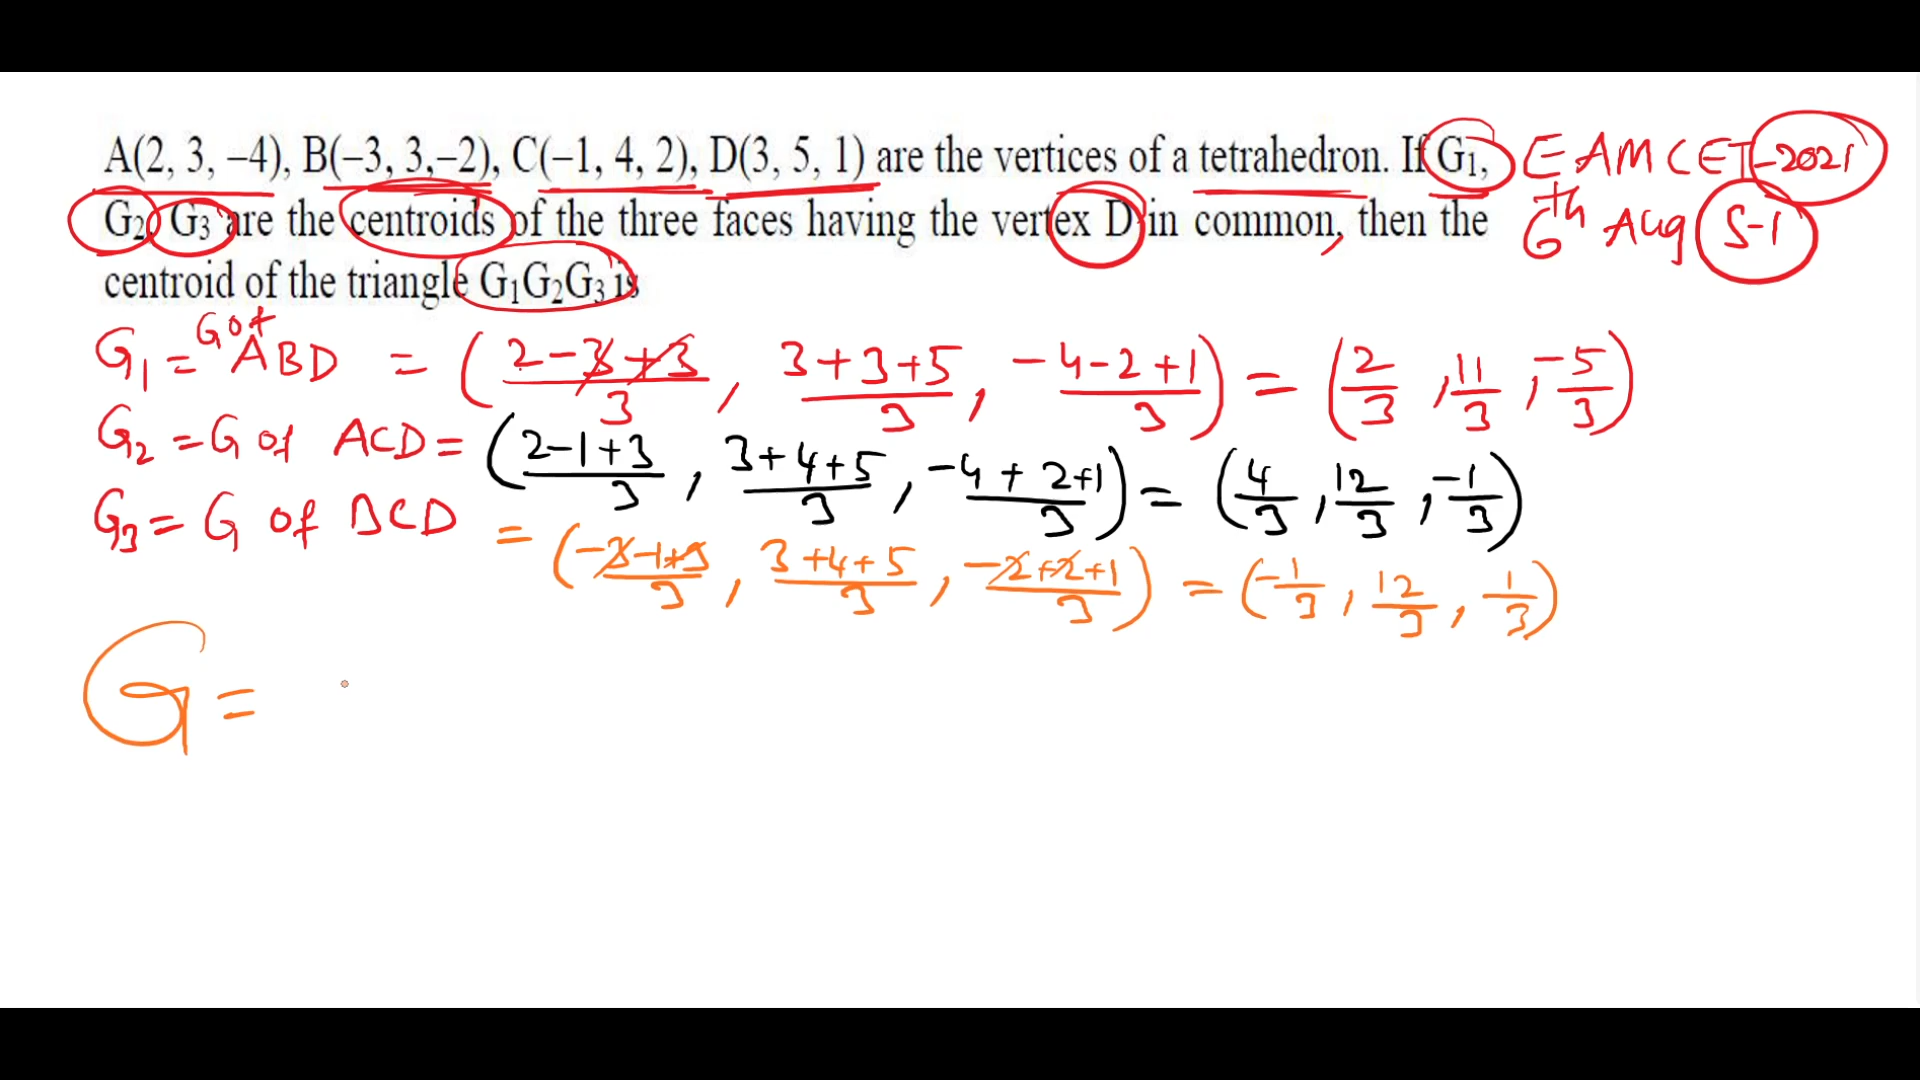 A(2, 3, –4), B(–3, 3,–2), C(–1, 4, 2), D(3, 5, 1) are the vertices of a tetrahedron. If G₁, EAMCET-2021
G₂, G₃ are the centroids of the three faces having the vertex D in common, then the 6th Aug S-1
centroid of the triangle G₁G₂G₃ is
G₁ = G of ABD = ((2-3+3)/3, (3+3+5)/3, (-4-2+1)/3) = (2/3, 11/3, -5/3)
G₂ = G of ACD = ((2-1+3)/3, (3+4+5)/3, (-4+2+1)/3) = (4/3, 12/3, -1/3)
G₃ = G of BCD = ((-3-1+3)/3, (3+4+5)/3, (-2+2+1)/3) = (-1/3, 12/3, 1/3)
G =